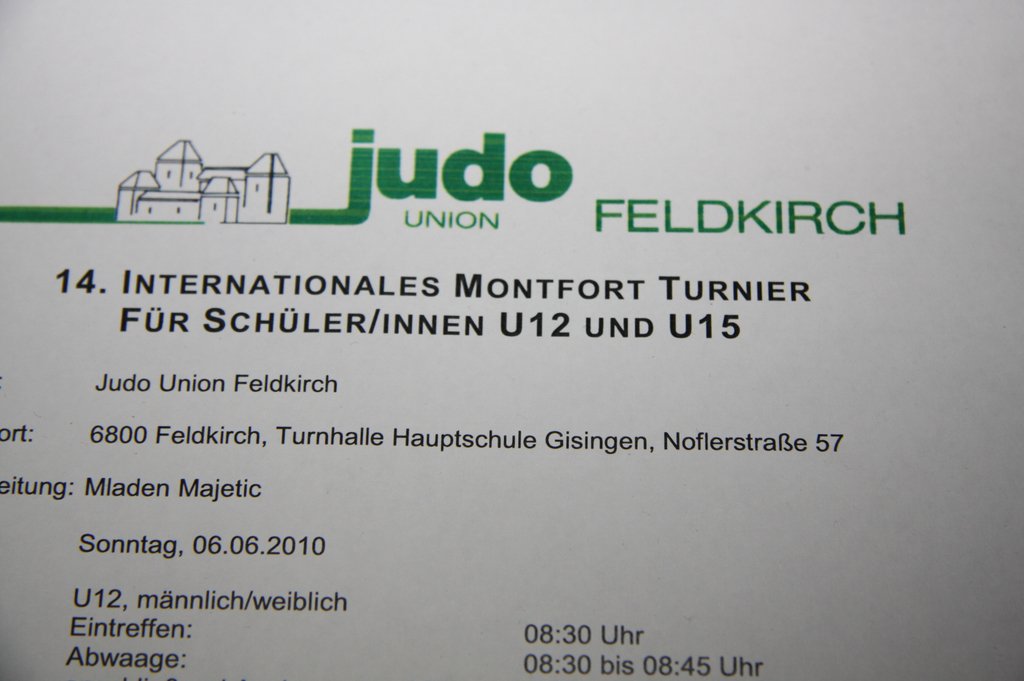 judo
UNION FELDKIRCH
14. INTERNATIONALES MONTFORT TURNIER
FÜR SCHÜLER/INNEN U12 UND U15
Judo Union Feldkirch
ort: 6800 Feldkirch, Turnhalle Hauptschule Gisingen, Noflerstraße 57
eitung: Mladen Majetic
Sonntag, 06.06.2010
U12, männlich/weiblich
Eintreffen: 08:30 Uhr
Abwaage: 08:30 bis 08:45 Uhr